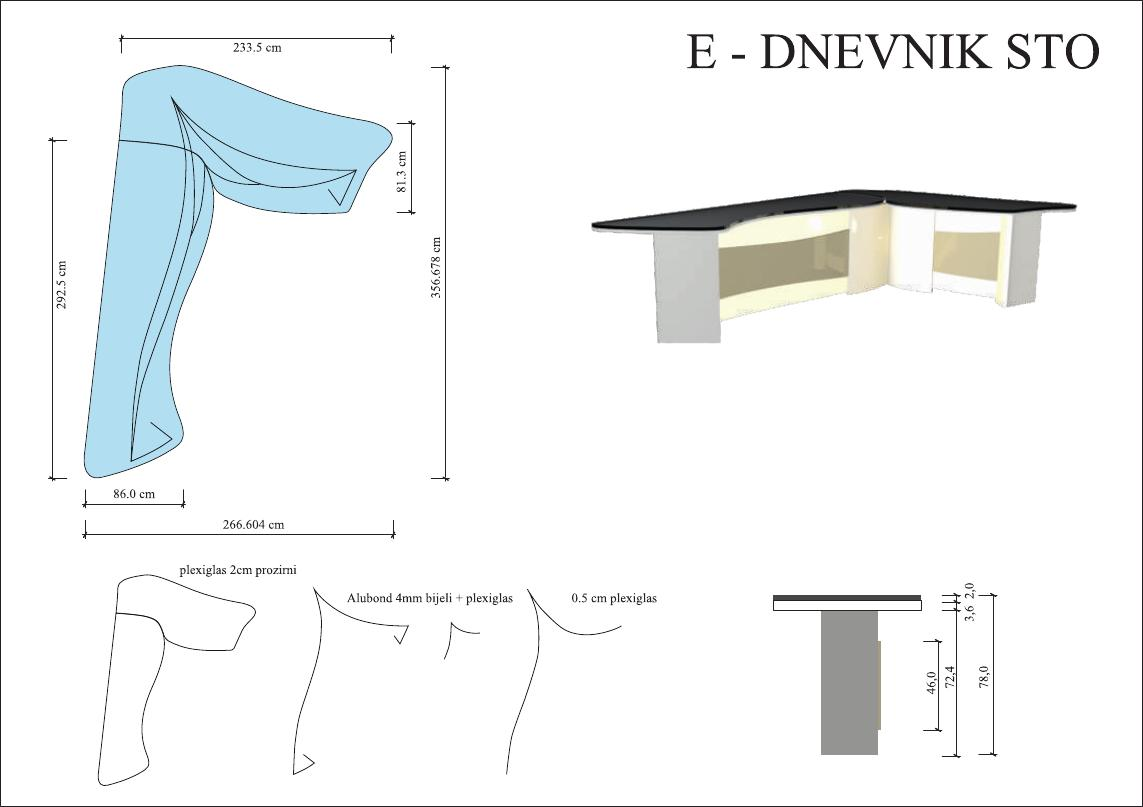 E - DNEVNIK STO
233.5 cm
81.3 cm
292.5 cm
356.678 cm
86.0 cm
266.604 cm
plexiglas 2cm prozirni
Alubond 4mm bijeli + plexiglas
0.5 cm plexiglas
2,0
3,6
46,0
72,4
78,0